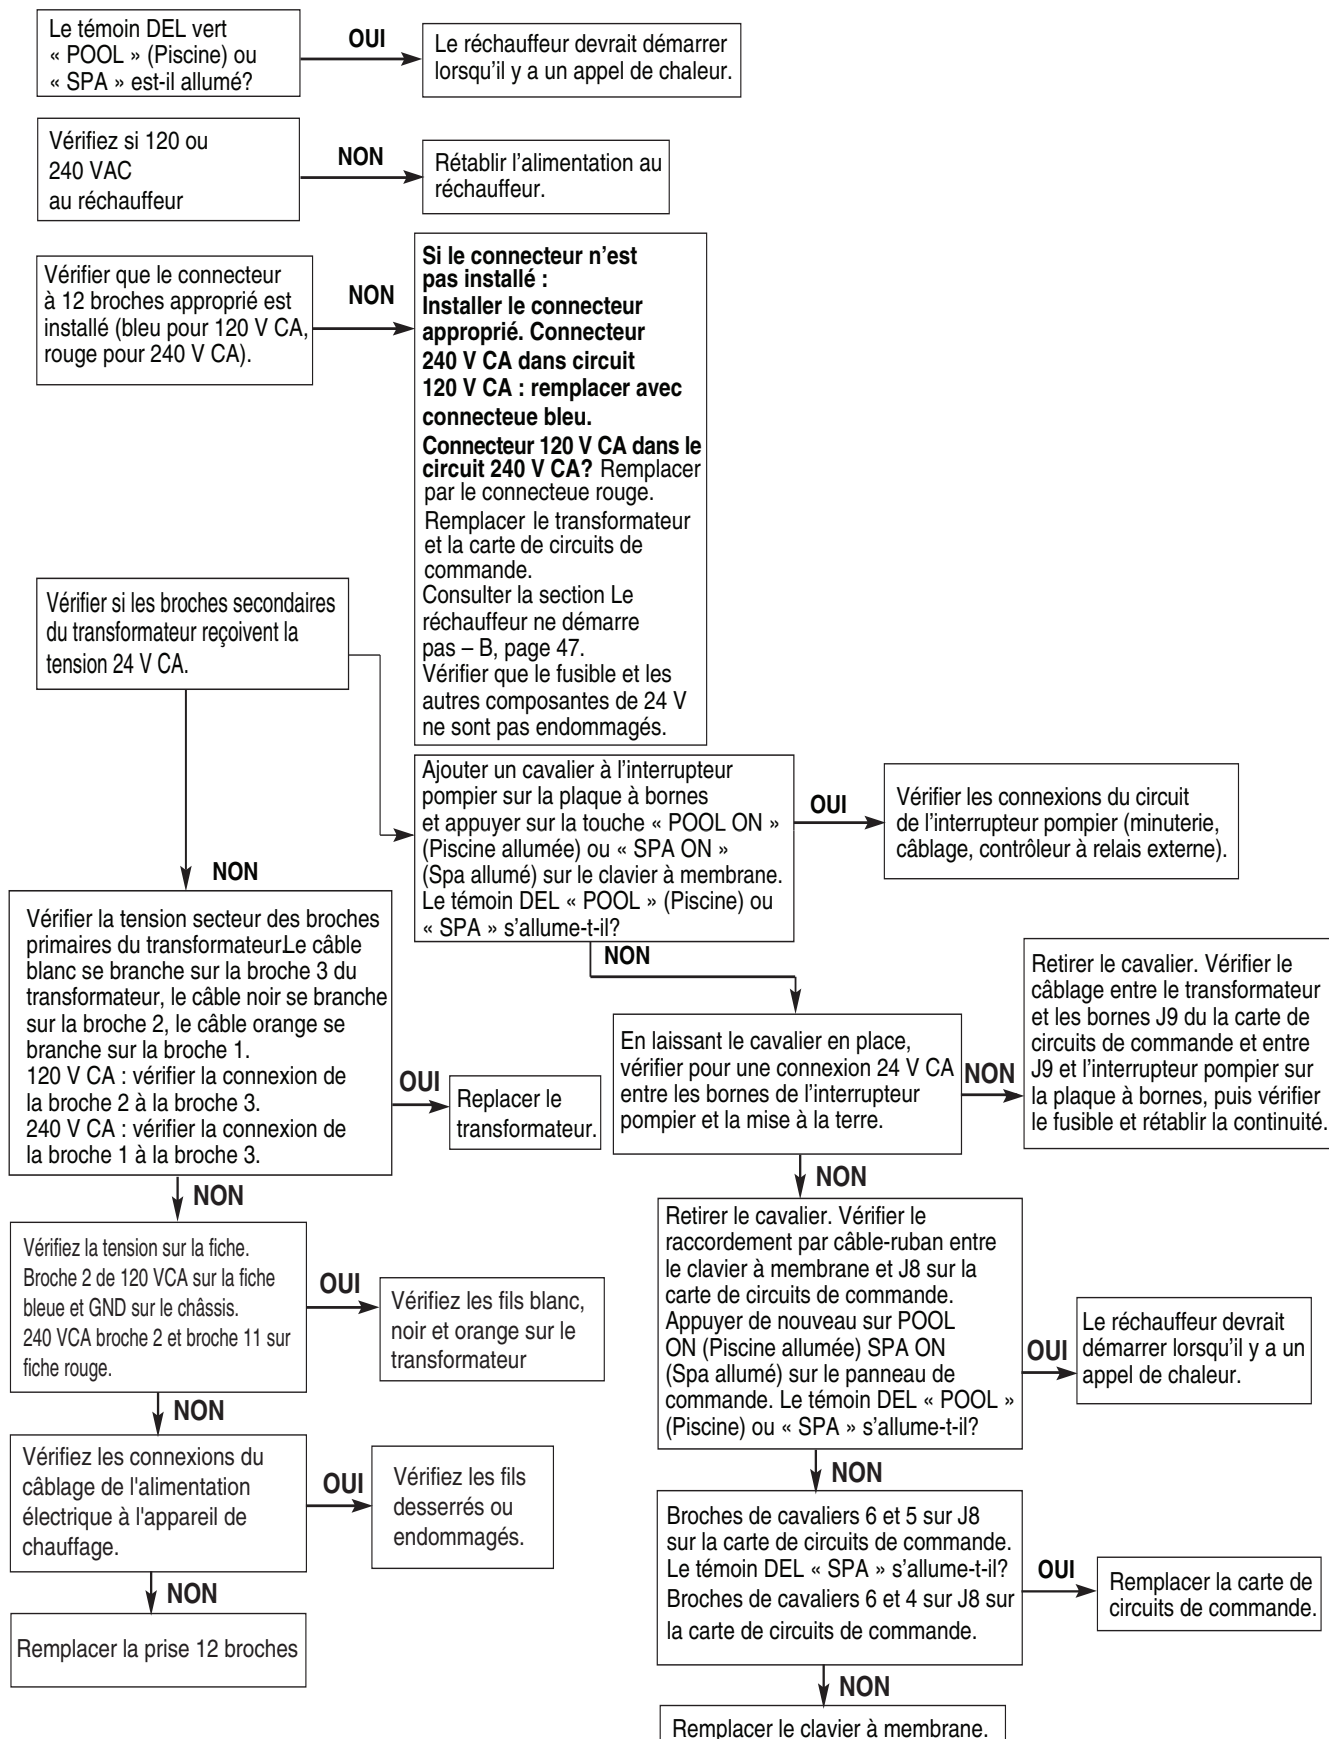 Le témoin DEL vert
« POOL » (Piscine) ou
« SPA » est-il allumé?
OUI
Le réchauffeur devrait démarrer
lorsqu'il y a un appel de chaleur.
Vérifiez si 120 ou
240 VAC
au réchauffeur
NON
Rétablir l’alimentation au
réchauffeur.
Vérifier que le connecteur
à 12 broches approprié est
installé (bleu pour 120 V CA,
rouge pour 240 V CA).
NON
Si le connecteur n’est
pas installé :
Installer le connecteur
approprié. Connecteur
240 V CA dans circuit
120 V CA : remplacer avec
connecteue bleu.
Connecteur 120 V CA dans le
circuit 240 V CA? Remplacer
par le connecteue rouge.
Remplacer le transformateur
et la carte de circuits de
commande.
Consulter la section Le
réchauffeur ne démarre
pas – B, page 47.
Vérifier que le fusible et les
autres composantes de 24 V
ne sont pas endommagés.
Vérifier si les broches secondaires
du transformateur reçoivent la
tension 24 V CA.
Ajouter un cavalier à l’interrupteur
pompier sur la plaque à bornes
et appuyer sur la touche « POOL ON »
(Piscine allumée) ou « SPA ON »
(Spa allumé) sur le clavier à membrane.
Le témoin DEL « POOL » (Piscine) ou
« SPA » s’allume-t-il?
OUI
Vérifier les connexions du circuit
de l’interrupteur pompier (minuterie,
câblage, contrôleur à relais externe).
NON
Vérifier la tension secteur des broches
primaires du transformateur.Le câble
blanc se branche sur la broche 3 du
transformateur, le câble noir se branche
sur la broche 2, le câble orange se
branche sur la broche 1.
120 V CA : vérifier la connexion de
la broche 2 à la broche 3.
240 V CA : vérifier la connexion de
la broche 1 à la broche 3.
OUI
Replacer le
transformateur.
NON
En laissant le cavalier en place,
vérifier pour une connexion 24 V CA
entre les bornes de l’interrupteur
pompier et la mise à la terre.
NON
Retirer le cavalier. Vérifier le
câblage entre le transformateur
et les bornes J9 du la carte de
circuits de commande et entre
J9 et l’interrupteur pompier sur
la plaque à bornes, puis vérifier
le fusible et rétablir la continuité.
NON
Vérifiez la tension sur la fiche.
Broche 2 de 120 VCA sur la fiche
bleue et GND sur le châssis.
240 VCA broche 2 et broche 11 sur
fiche rouge.
OUI
Vérifiez les fils blanc,
noir et orange sur le
transformateur
NON
Retirer le cavalier. Vérifier le
raccordement par câble-ruban entre
le clavier à membrane et J8 sur la
carte de circuits de commande.
Appuyer de nouveau sur POOL
ON (Piscine allumée) SPA ON
(Spa allumé) sur le panneau de
commande. Le témoin DEL « POOL »
(Piscine) ou « SPA » s’allume-t-il?
OUI
Le réchauffeur devrait
démarrer lorsqu’il y a un
appel de chaleur.
NON
Vérifiez les connexions du
câblage de l'alimentation
électrique à l'appareil de
chauffage.
OUI
Vérifiez les fils
desserrés ou
endommagés.
NON
Broches de cavaliers 6 et 5 sur J8
sur la carte de circuits de commande.
Le témoin DEL « SPA » s’allume-t-il?
Broches de cavaliers 6 et 4 sur J8 sur
la carte de circuits de commande.
OUI
Remplacer la carte de
circuits de commande.
NON
Remplacer la prise 12 broches
NON
Remplacer le clavier à membrane.